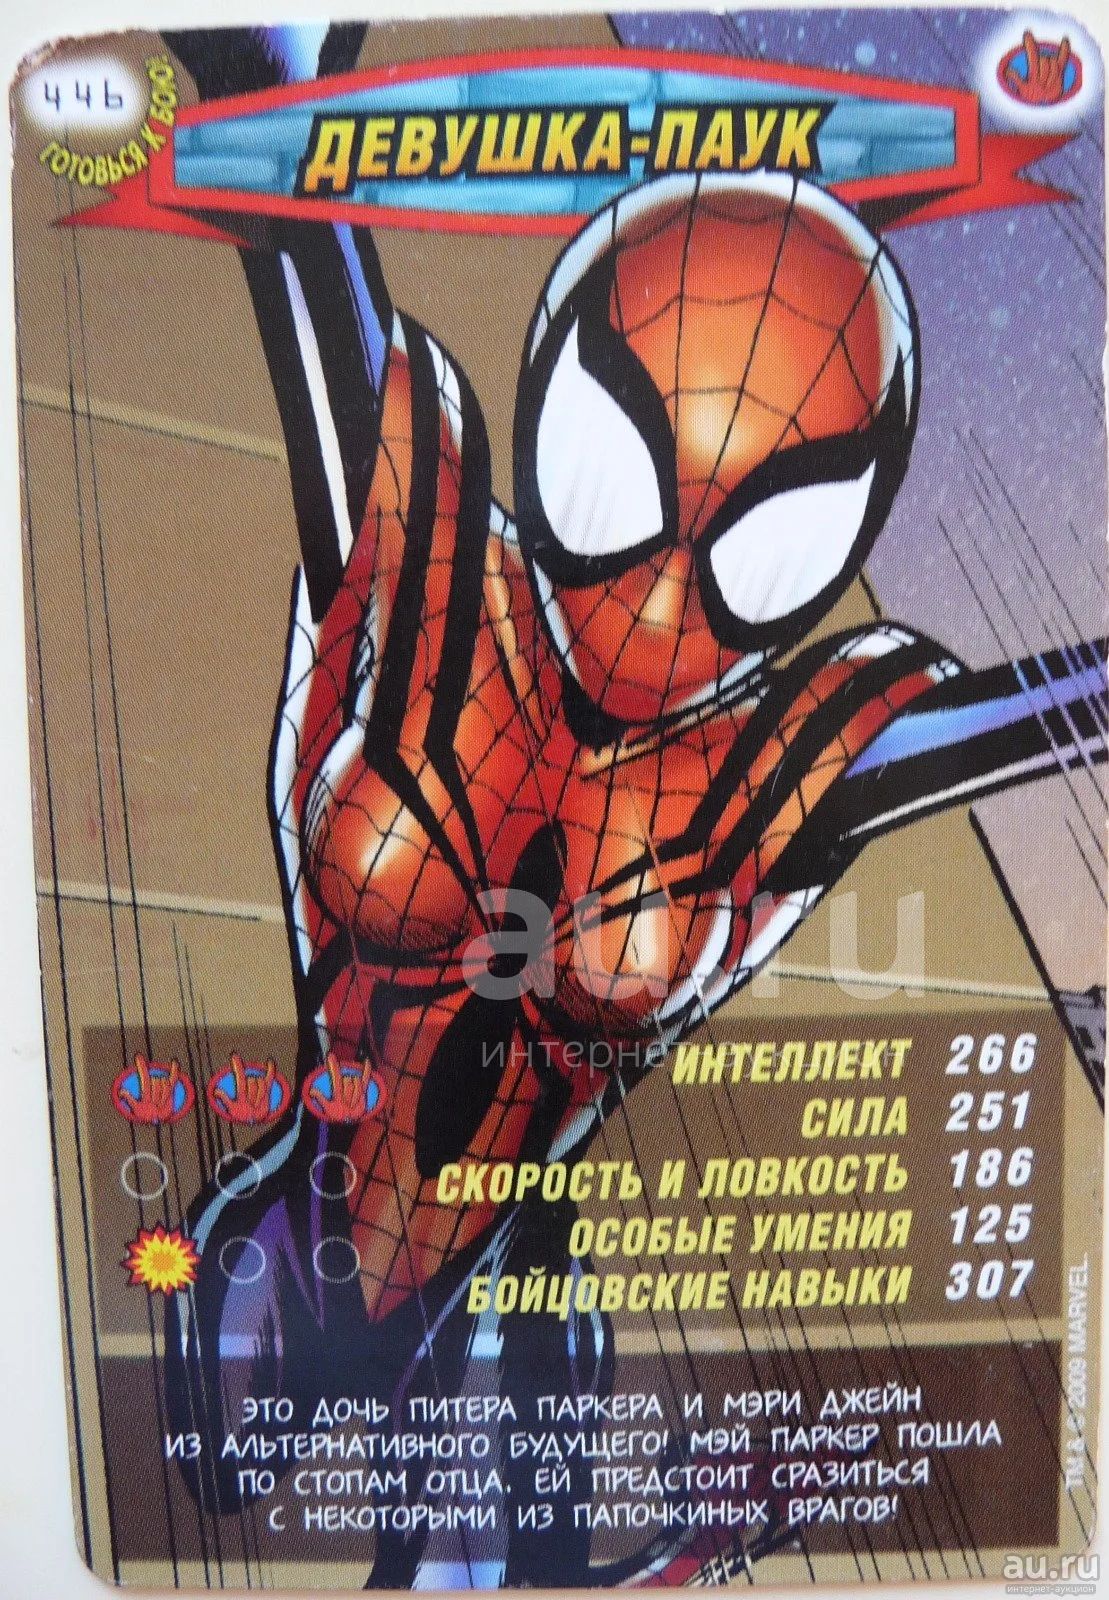 446
ГОТОВЬСЯ К БОЮ!
ДЕВУШКА-ПАУК
au.ru
интернет-аукцион
ИНТЕЛЛЕКТ 266
СИЛА 251
СКОРОСТЬ И ЛОВКОСТЬ 186
ОСОБЫЕ УМЕНИЯ 125
БОЙЦОВСКИЕ НАВЫКИ 307
ЭТО ДОЧЬ ПИТЕРА ПАРКЕРА И МЭРИ ДЖЕЙН
ИЗ АЛЬТЕРНАТИВНОГО БУДУЩЕГО! МЭЙ ПАРКЕР ПОШЛА
ПО СТОПАМ ОТЦА. ЕЙ ПРЕДСТОИТ СРАЗИТЬСЯ
С НЕКОТОРЫМИ ИЗ ПАПОЧКИНЫХ ВРАГОВ!
TM & © 2009 MARVEL.
au.ru
интернет-аукцион